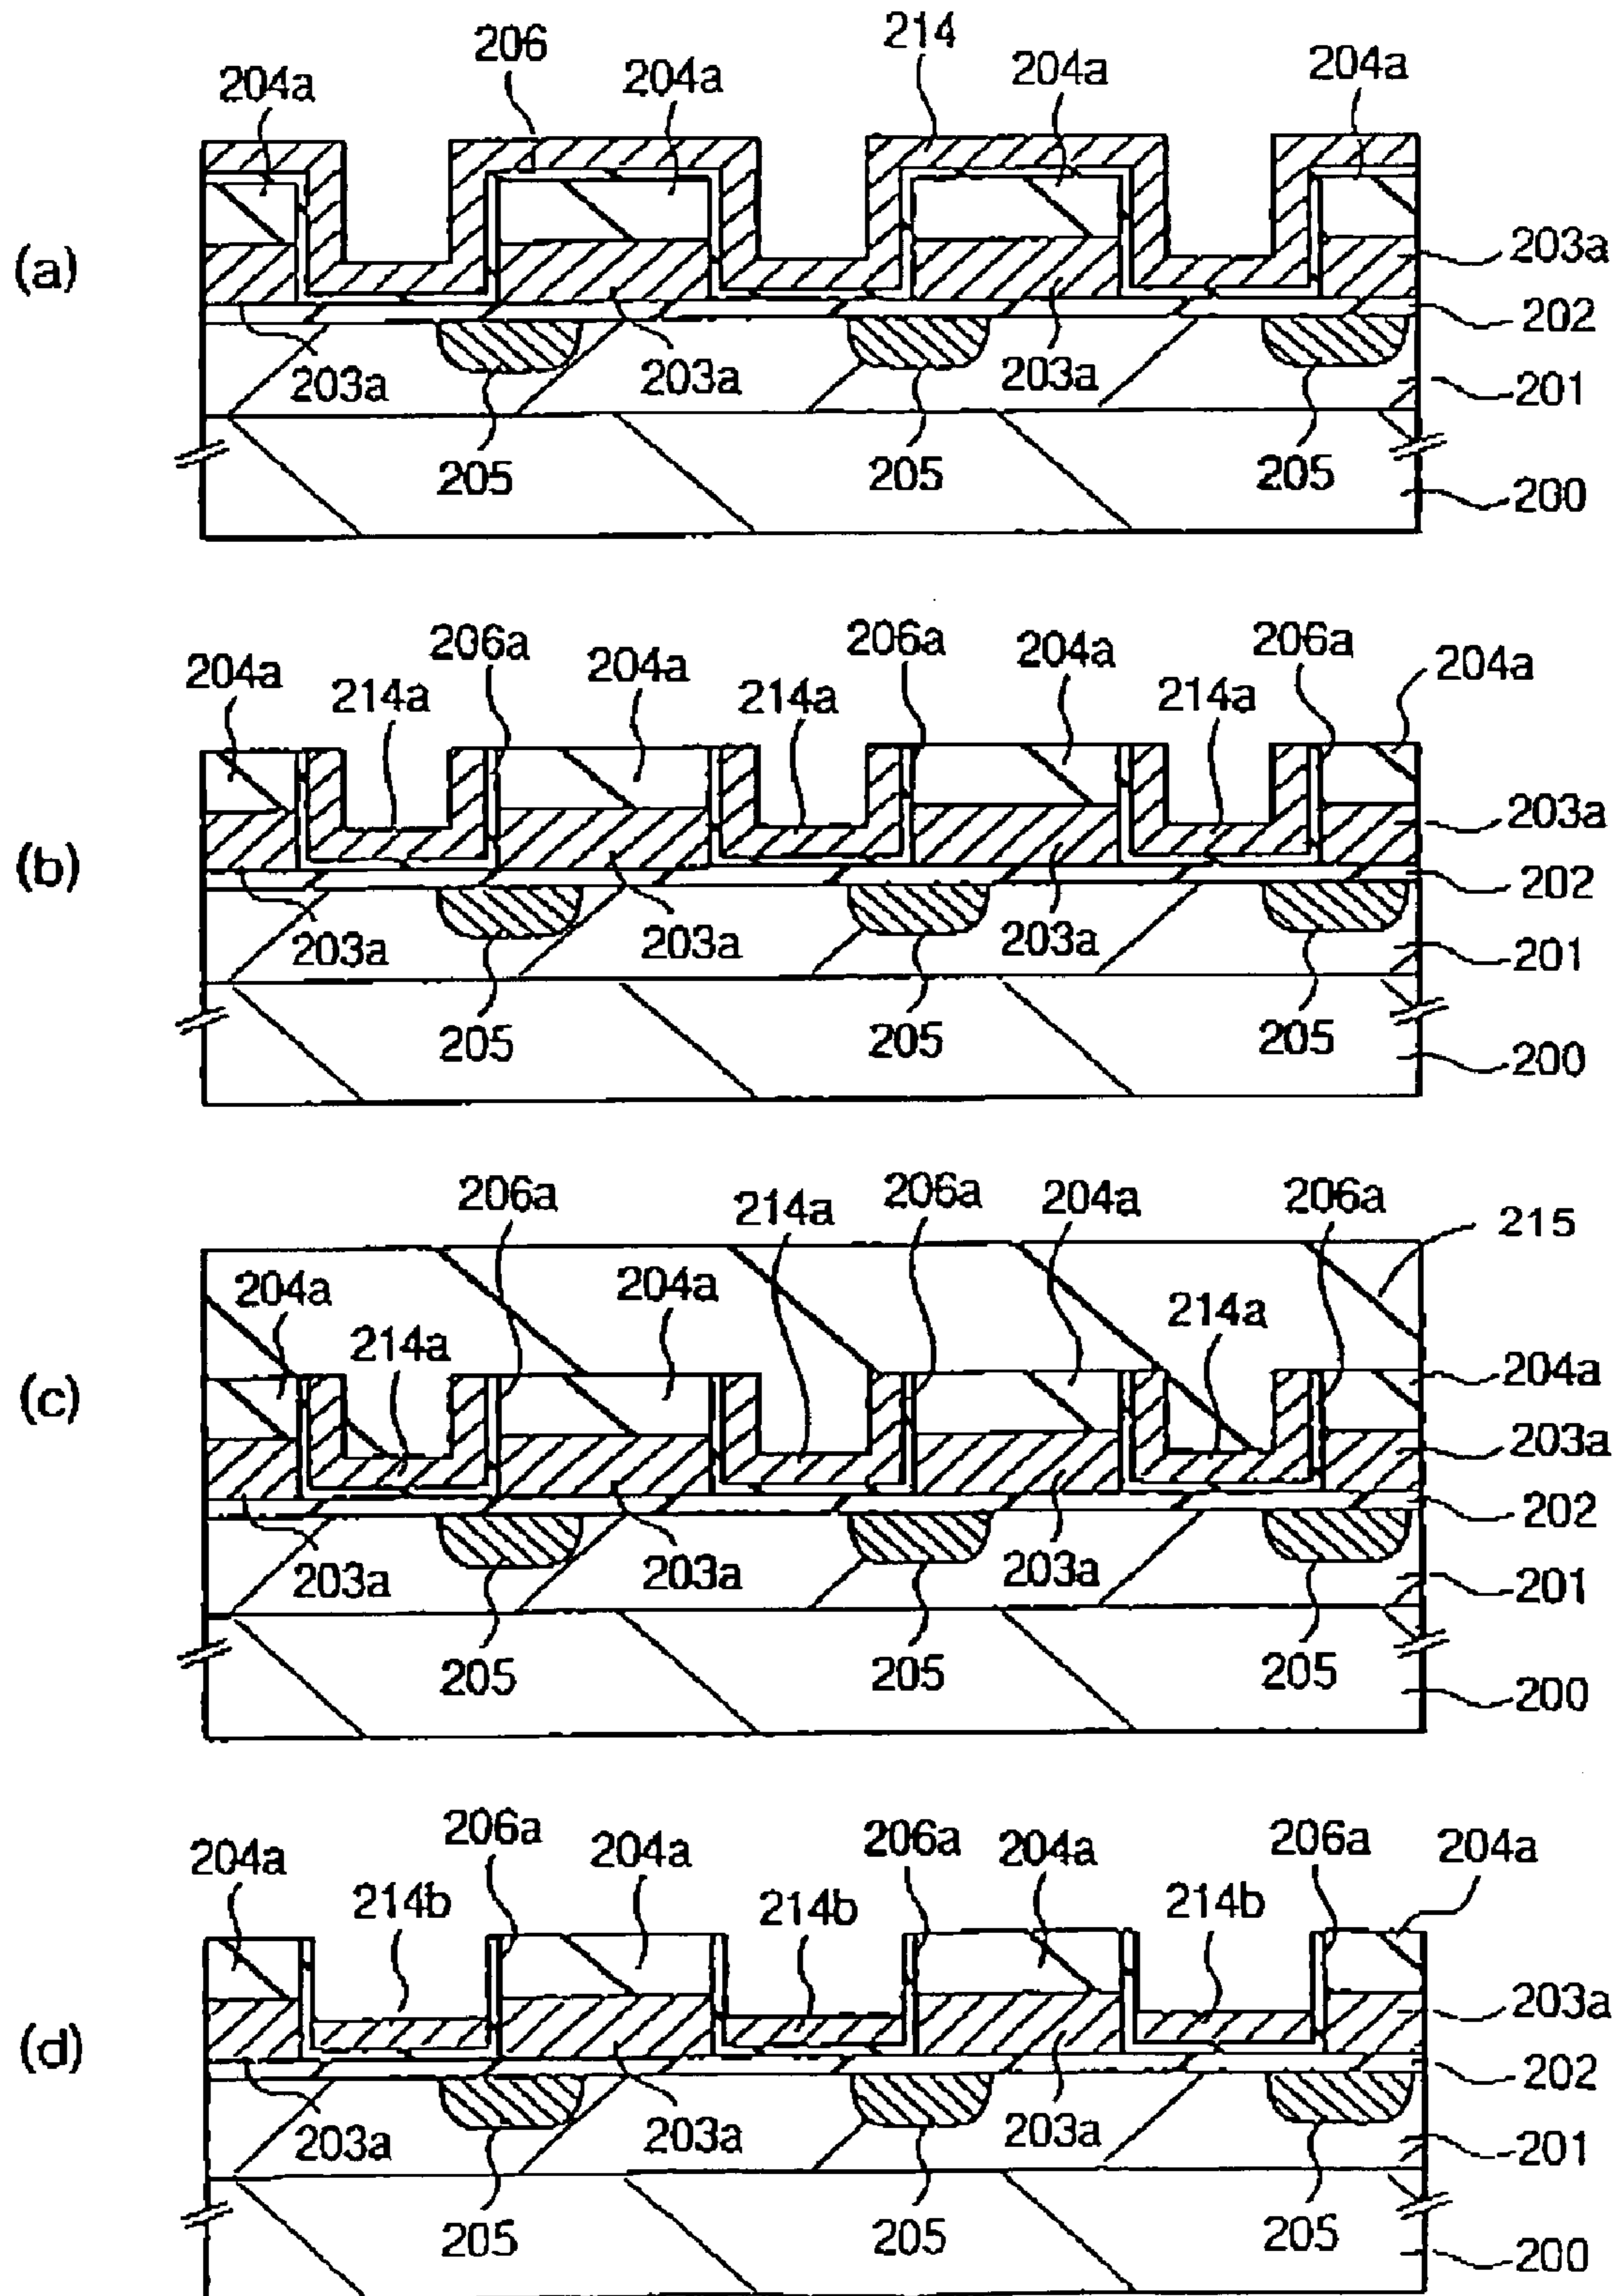 206 214
204a 204a 204a 204a
(a) 203a
202
203a 203a 203a 201
205 205 205 200
206a 206a 206a
204a 214a 204a 214a 204a 214a 204a
(b) 203a
202
203a 203a 203a 201
205 205 205 200
206a 214a 206a 204a 206a 215
204a 214a 204a 214a
(c) 204a
203a
202
203a 203a 203a 201
205 205 205 200
206a 206a 206a
204a 214b 204a 214b 204a 214b 204a
(d) 203a
202
203a 203a 203a 201
205 205 205 200